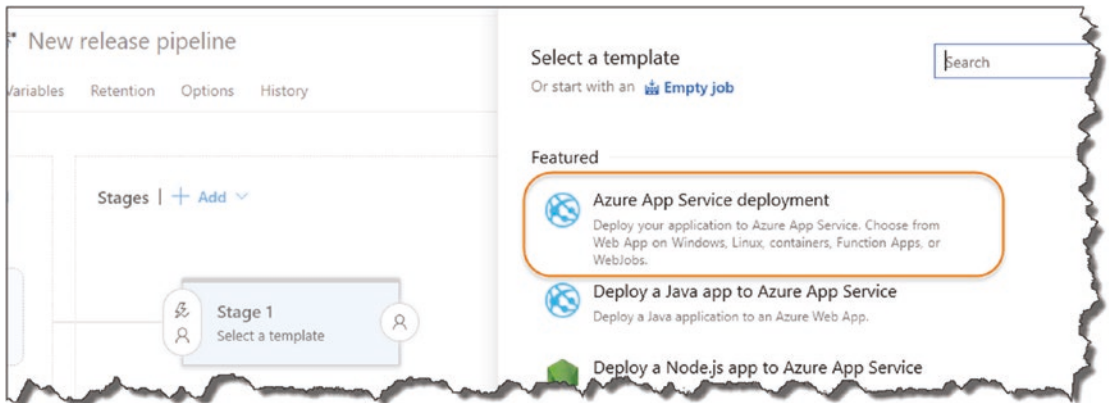 New release pipeline
Variables Retention Options History
Stages | + Add
Stage 1
Select a template
Select a template
Search
Or start with an Empty job
Featured
Azure App Service deployment
Deploy your application to Azure App Service. Choose from
Web App on Windows, Linux, containers, Function Apps, or
WebJobs.
Deploy a Java app to Azure App Service
Deploy a Java application to an Azure Web App.
Deploy a Node.js app to Azure App Service